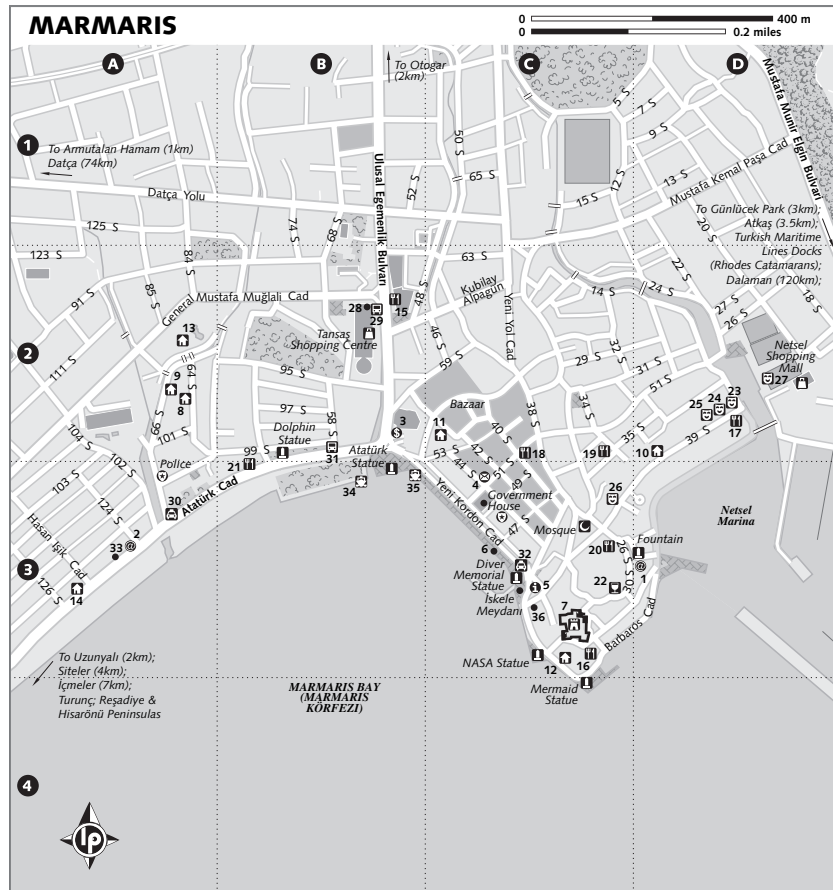 MARMARIS
0 400 m
0 0.2 miles
A
B
C
D
To Otogar
(2km)
1
To Armutalan Hamam (1km)
Datça (74km)
Datça Yolu
Ulusal Egemenlik Bulvarı
Mustafa Münir Elgin Bulvarı
Mustafa Kemal Paşa Cad
5 S
7 S
9 S
12 S
13 S
15 S
50 S
52 S
65 S
68 S
74 S
125 S
123 S
84 S
85 S
63 S
20 S
22 S
To Günlücek Park (3km);
Atkaş (3.5km);
Turkish Maritime
Lines Docks
(Rhodes Catamarans);
Dalaman (120km);
91 S
General Mustafa Muğlali Cad
28
29
15
48 S
Kubilay
Alpagün
Yeni Yol Cad
14 S
24 S
27 S
26 S
18 S
2
13
Tansaş
Shopping Centre
46 S
59 S
29 S
32 S
31 S
51 S
Netsel
Shopping
Mall
27
111 S
9
8
64 S
66 S
95 S
97 S
58 S
Bazaar
38 S
34 S
35 S
39 S
25
24
23
17
104 S
102 S
101 S
99 S
Dolphin
Statue
3
11
40 S
42 S
44 S
51 S
49 S
53 S
18
19
10
103 S
124 S
Police
21
31
Atatürk
Statue
34
35
4
Government
House
47 S
26
Netsel
Marina
30
Atatürk Cad
Yeni Kordon Cad
Mosque
Fountain
Hasan Işık Cad
2
33
3
6
32
20
26 S
30 S
1
Diver
Memorial
Statue
İskele
Meydanı
5
36
7
22
Barbaros Cad
126 S
14
NASA Statue
12
16
Mermaid
Statue
To Uzunyalı (2km);
Siteler (4km);
İçmeler (7km);
Turunç; Reşadiye &
Hisarönü Peninsulas
MARMARIS BAY
(MARMARIS
KÖRFEZI)
4
lp